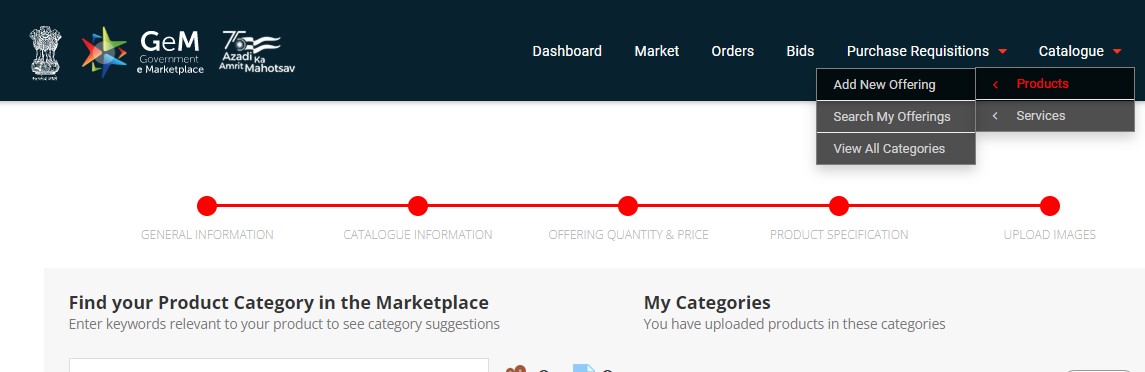 GeM
Government
e Marketplace
75
Azadi Ka
Amrit Mahotsav
Dashboard Market Orders Bids Purchase Requisitions Catalogue
Add New Offering
Search My Offerings
View All Categories
Products
Services
GENERAL INFORMATION CATALOGUE INFORMATION OFFERING QUANTITY & PRICE PRODUCT SPECIFICATION UPLOAD IMAGES
Find your Product Category in the Marketplace
Enter keywords relevant to your product to see category suggestions
My Categories
You have uploaded products in these categories